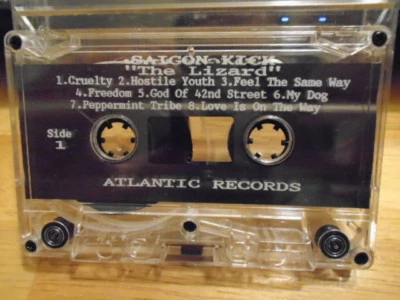 SAIGON KICK
"The Lizard"
1.Cruelty 2.Hostile Youth 3.Feel The Same Way
4.Freedom 5.God Of 42nd Street 6.My Dog
7.Peppermint Tribe 8.Love Is On The Way
Side
1
ATLANTIC RECORDS